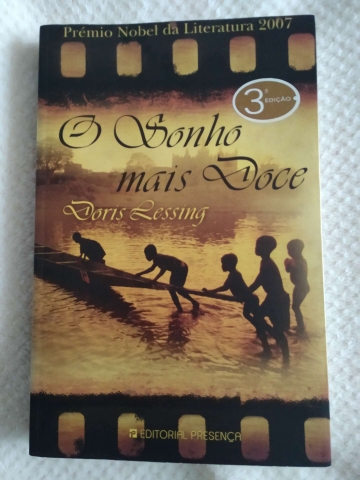 Prémio Nobel da Literatura 2007
3ª
EDIÇÃO
O Sonho
mais Doce
Doris Lessing
EDITORIAL PRESENÇA